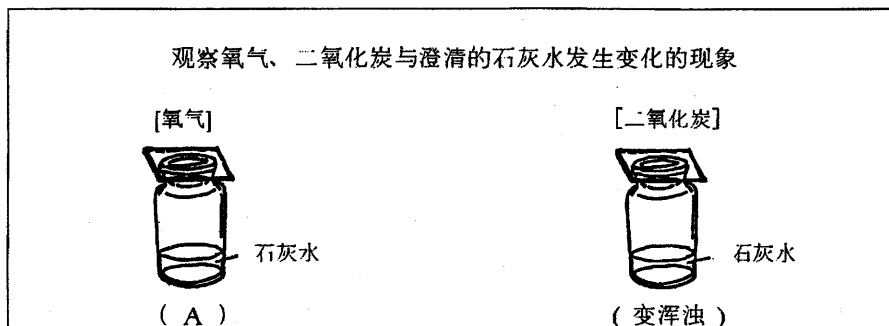 观察氧气、二氧化炭与澄清的石灰水发生变化的现象
[氧气] [二氧化炭]
石灰水 石灰水
( A ) ( 变浑浊 )